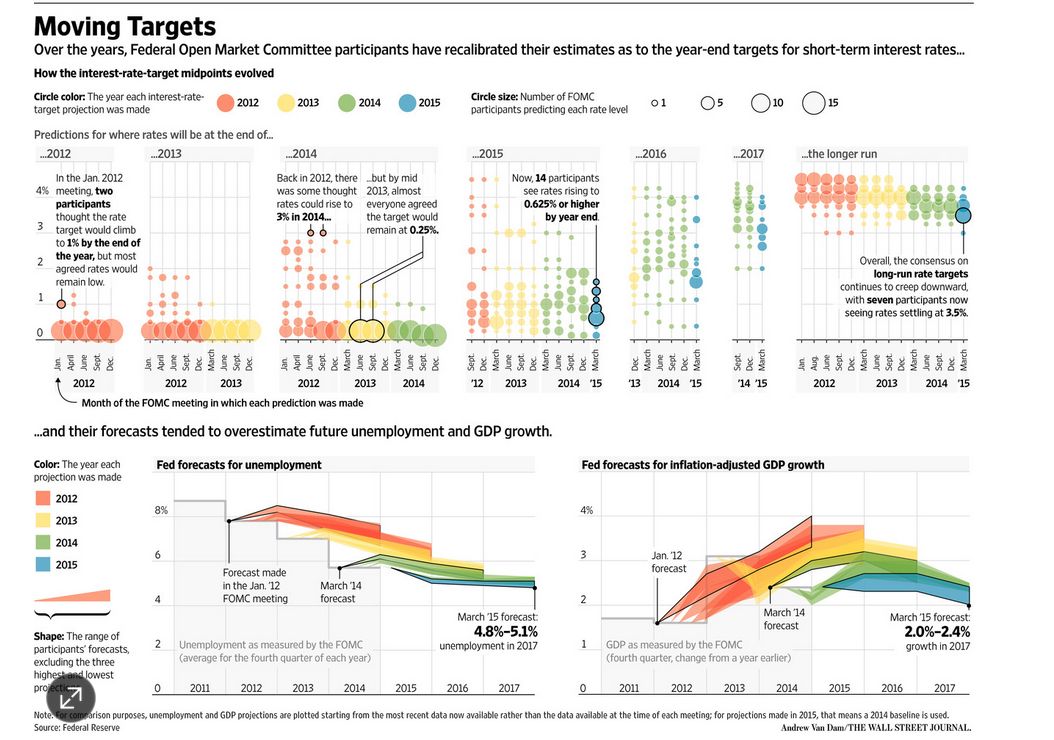 Moving Targets
Over the years, Federal Open Market Committee participants have recalibrated their estimates as to the year-end targets for short-term interest rates...
How the interest-rate-target midpoints evolved
Circle color: The year each interest-rate-
target projection was made
2012
2013
2014
2015
Circle size: Number of FOMC
participants predicting each rate level
1
5
10
15
Predictions for where rates will be at the end of...
...2012
...2013
...2014
...2015
...2016
...2017
...the longer run
4%
3
2
1
0
In the Jan. 2012
meeting, two
participants
thought the rate
target would climb
to 1% by the end of
the year, but most
agreed rates would
remain low.
Back in 2012, there
was some thought
rates could rise to
3% in 2014...
...but by mid
2013, almost
everyone agreed
the target would
remain at 0.25%.
Now, 14 participants
see rates rising to
0.625% or higher
by year end.
Overall, the consensus on
long-run rate targets
continues to creep downward,
with seven participants now
seeing rates settling at 3.5%.
Jan. April June Sept. Dec.
Jan. April June Sept. Dec. March June Sept. Dec.
Jan. April June Sept. Dec. March June Sept. Dec. March June Sept. Dec.
Sept. Dec. March June Sept. Dec. March June Sept. Dec. March
Dec. March June Sept. Dec. March
Sept. Dec. March
Jan. Aug. June Sept. Dec. March June Sept. Dec. March June Sept. Dec. March
2012
2012 2013
2012 2013 2014
'12 2013 2014 '15
'13 2014 '15
'14 '15
2012 2013 2014 '15
Month of the FOMC meeting in which each prediction was made
...and their forecasts tended to overestimate future unemployment and GDP growth.
Color: The year each
projection was made
2012
2013
2014
2015
Shape: The range of
participants' forecasts,
excluding the three
highest and lowest
Fed forecasts for unemployment
8%
6
4
2
0
Forecast made
in the Jan. '12
FOMC meeting
March '14
forecast
March '15 forecast:
4.8%–5.1%
unemployment in 2017
Unemployment as measured by the FOMC
(average for the fourth quarter of each year)
2011 2012 2013 2014 2015 2016 2017
Fed forecasts for inflation-adjusted GDP growth
4%
3
2
1
0
Jan. '12
forecast
March '14
forecast
March '15 forecast:
2.0%–2.4%
growth in 2017
GDP as measured by the FOMC
(fourth quarter, change from a year earlier)
2011 2012 2013 2014 2015 2016 2017
Note: For comparison purposes, unemployment and GDP projections are plotted starting from the most recent data now available rather than the data available at the time of each meeting; for projections made in 2015, that means a 2014 baseline is used.
Source: Federal Reserve
Andrew Van Dam/THE WALL STREET JOURNAL.